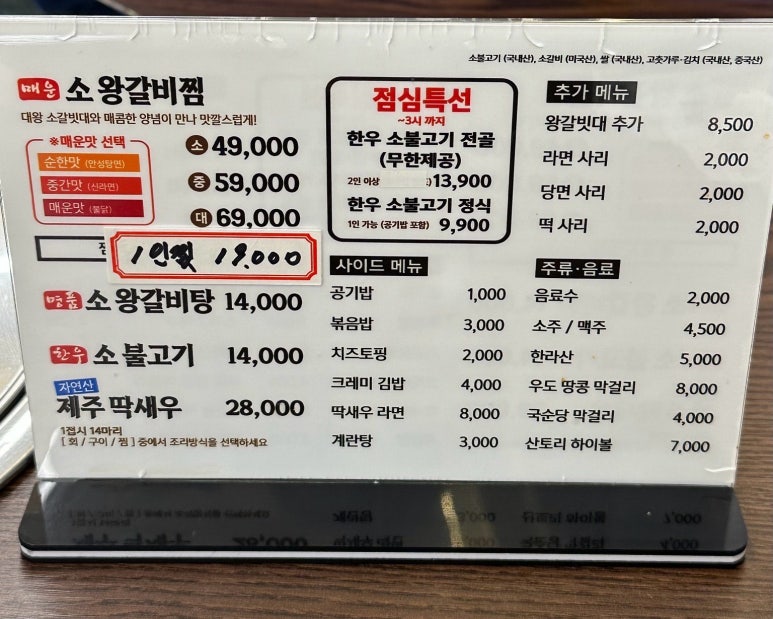 소불고기 (국내산), 소갈비 (미국산), 쌀 (국내산), 고춧가루·김치 (국내산, 중국산)
매운 소 왕갈비찜
대왕 소갈빗대와 매콤한 양념이 만나 맛깔스럽게!
※매운맛 선택
순한맛 (안성탕면)
중간맛 (신라면)
매운맛 (불닭)
소 49,000
중 59,000
대 69,000
1인찜 19.000
명품 소 왕갈비탕 14,000
한우 소불고기 14,000
자연산
제주 딱새우 28,000
1접시 14마리
[ 회 / 구이 / 찜 ] 중에서 조리방식을 선택하세요
점심특선
~3시 까지
한우 소불고기 전골
(무한제공)
2인 이상 13,900
한우 소불고기 정식
1인 가능 (공기밥 포함) 9,900
사이드 메뉴
공기밥 1,000
볶음밥 3,000
치즈토핑 2,000
크레미 김밥 4,000
딱새우 라면 8,000
계란탕 3,000
추가 메뉴
왕갈빗대 추가 8,500
라면 사리 2,000
당면 사리 2,000
떡 사리 2,000
주류·음료
음료수 2,000
소주 / 맥주 4,500
한라산 5,000
우도 땅콩 막걸리 8,000
국순당 막걸리 4,000
산토리 하이볼 7,000